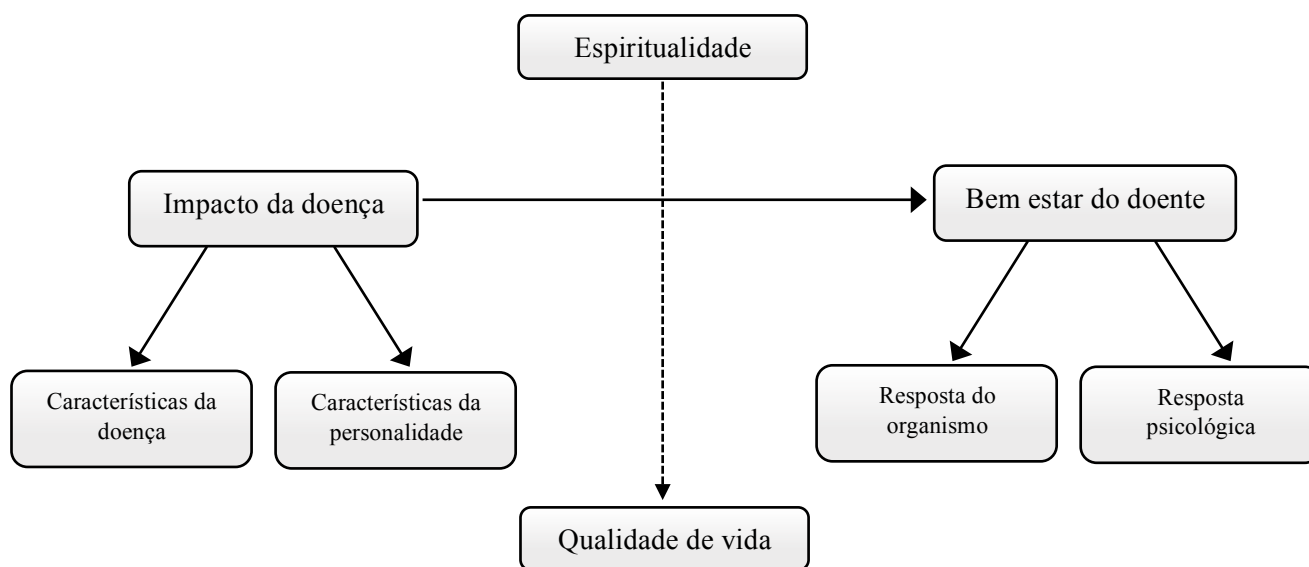 Espiritualidade
Impacto da doença
Bem estar do doente
Características da
doença
Características da
personalidade
Resposta do
organismo
Resposta
psicológica
Qualidade de vida